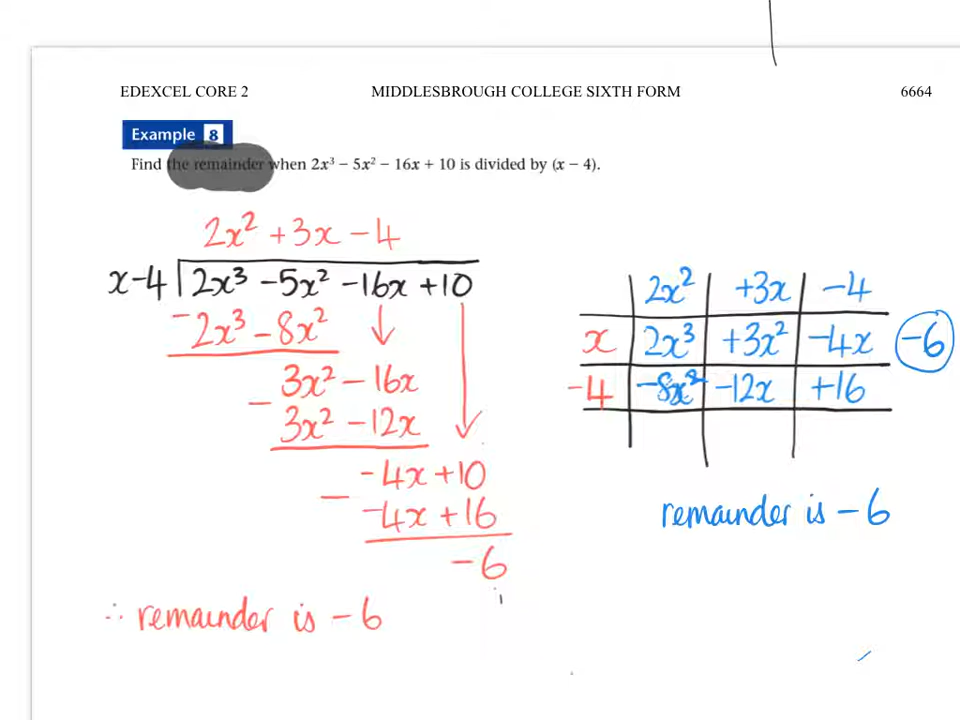 EDEXCEL CORE 2 MIDDLESBROUGH COLLEGE SIXTH FORM 6664
Example 8
Find the remainder when 2x³ − 5x² − 16x + 10 is divided by (x − 4).
2x² + 3x − 4
x − 4 2x³ − 5x² − 16x + 10
− 2x³ − 8x²
3x² − 16x
− 3x² − 12x
−4x + 10
− −4x + 16
−6
∴ remainder is −6
2x² +3x −4
x 2x³ +3x² −4x −6
−4 −8x² −12x +16
remainder is −6